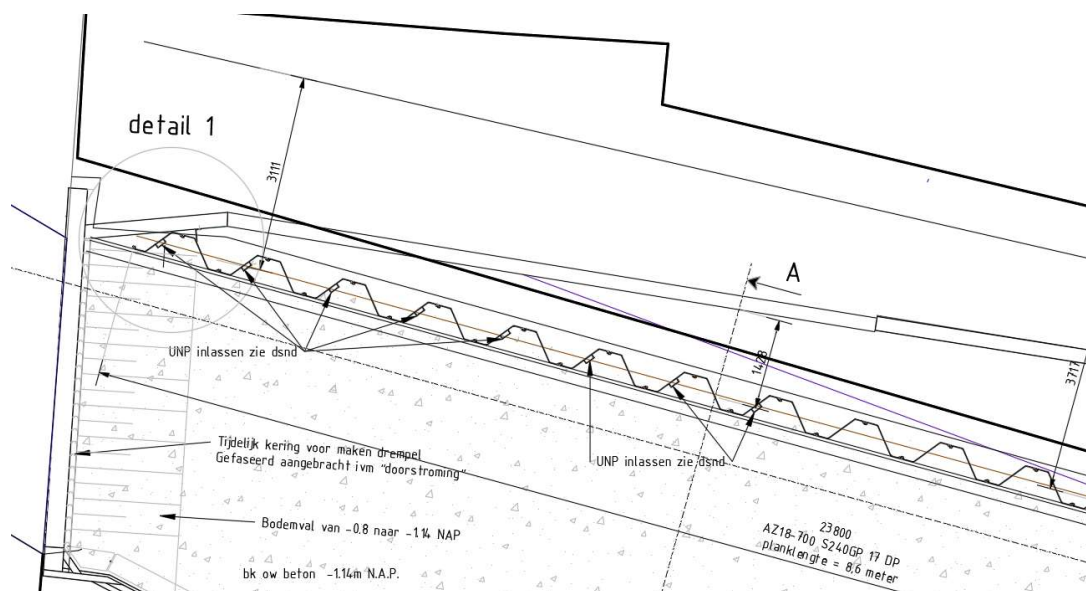 detail 1
3111
A
UNP inlassen zie dsnd
1428
3717
Tijdelijk kering voor maken drempel
Gefaseerd aangebracht ivm "doorstroming"
UNP inlassen zie dsnd
Bodemval van -0.8 naar -1.14 NAP
23800
AZ18-700 S240GP 17 DP
planklengte = 8,6 meter
bk ow beton -1.14m N.A.P.